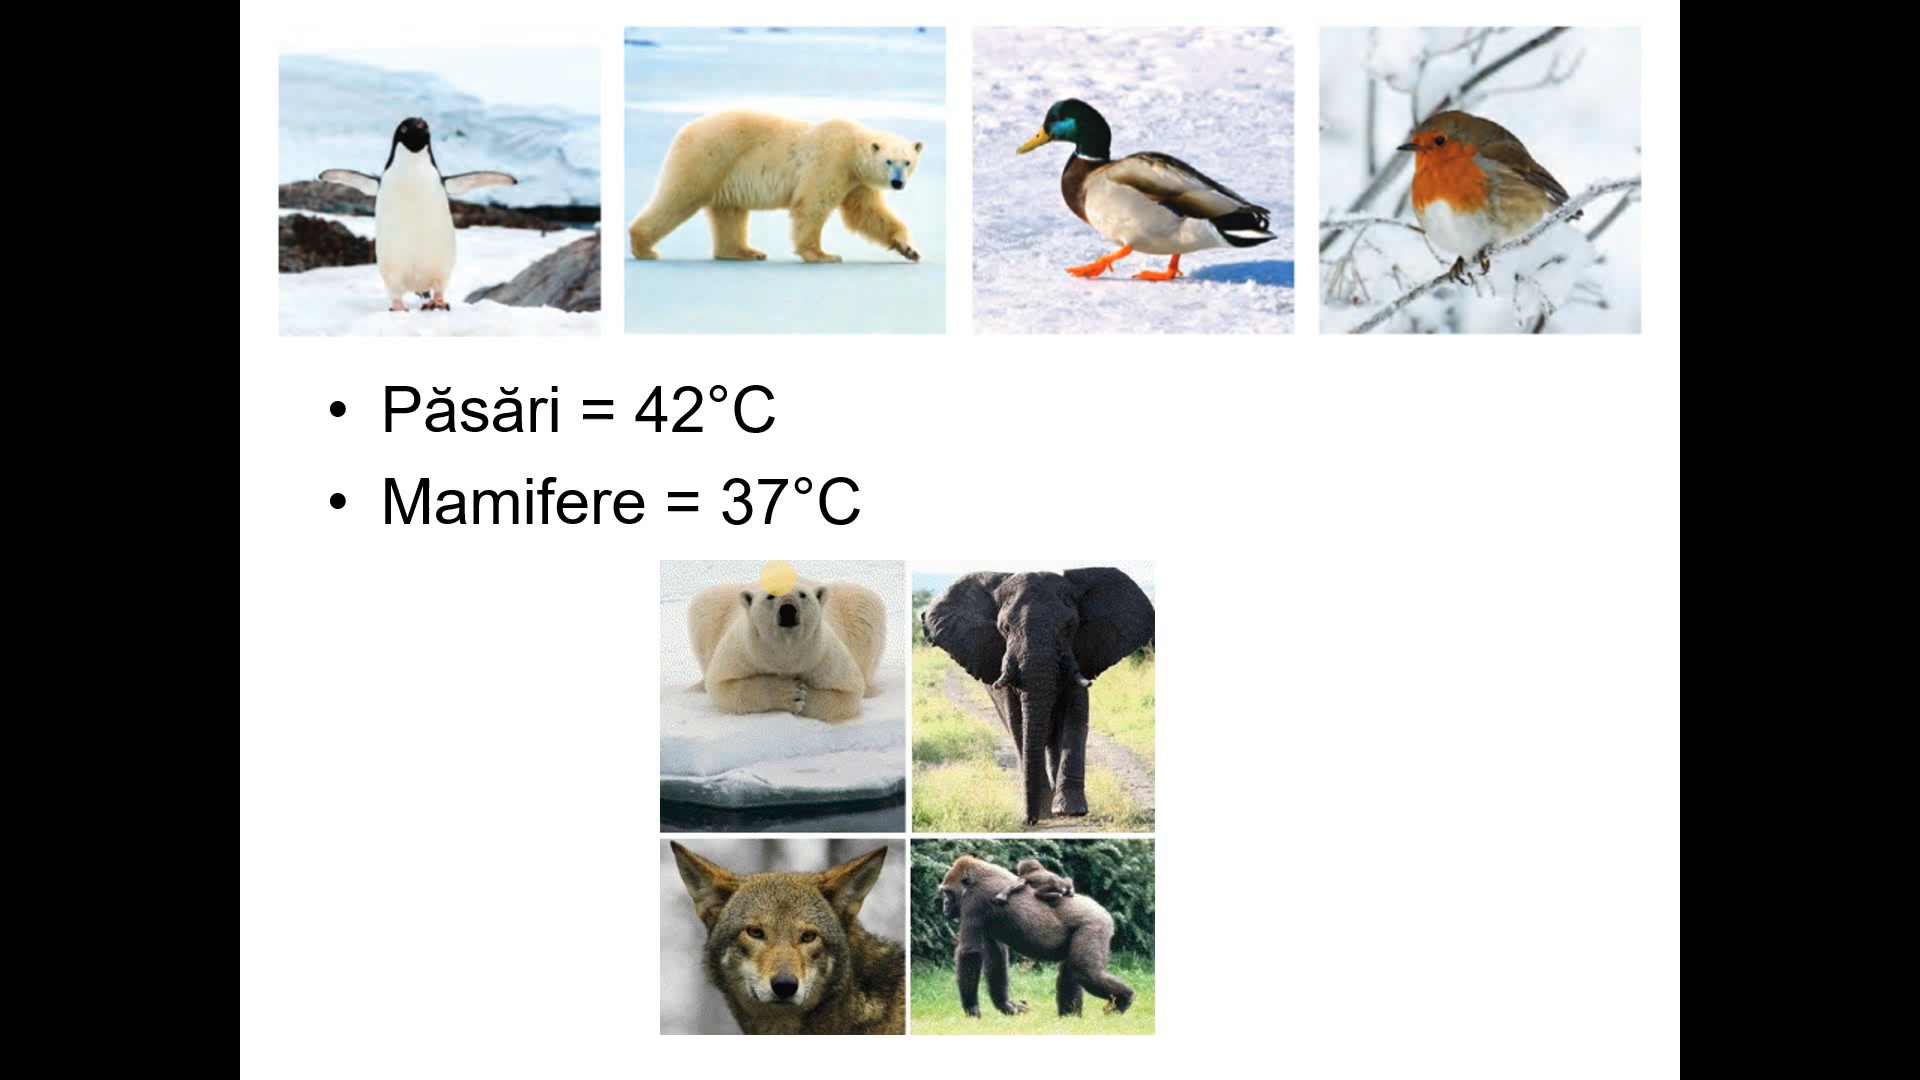 • Păsări = 42°C
• Mamifere = 37°C